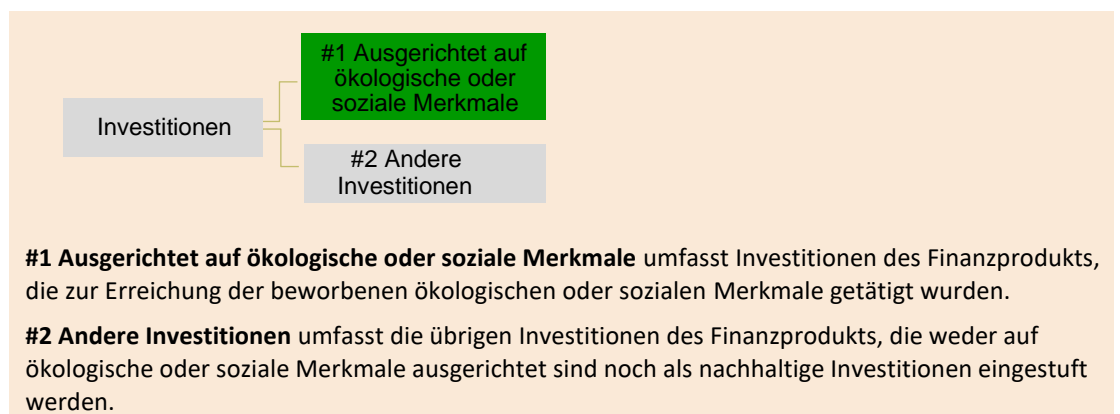 #1 Ausgerichtet auf
ökologische oder
soziale Merkmale
Investitionen
#2 Andere
Investitionen
#1 Ausgerichtet auf ökologische oder soziale Merkmale umfasst Investitionen des Finanzprodukts,
die zur Erreichung der beworbenen ökologischen oder sozialen Merkmale getätigt wurden.
#2 Andere Investitionen umfasst die übrigen Investitionen des Finanzprodukts, die weder auf
ökologische oder soziale Merkmale ausgerichtet sind noch als nachhaltige Investitionen eingestuft
werden.